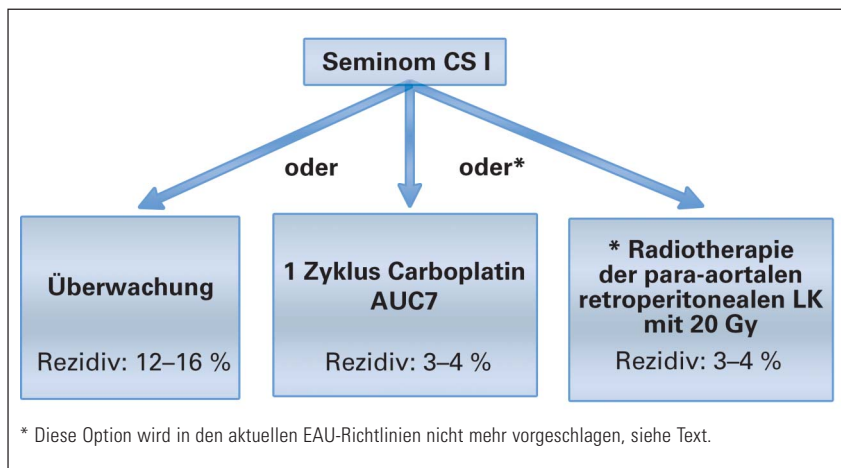 Seminom CS I
oder
oder*
Überwachung
Rezidiv: 12–16 %
1 Zyklus Carboplatin
AUC7
Rezidiv: 3–4 %
* Radiotherapie
der para-aortalen
retroperitonealen LK
mit 20 Gy
Rezidiv: 3–4 %
* Diese Option wird in den aktuellen EAU-Richtlinien nicht mehr vorgeschlagen, siehe Text.